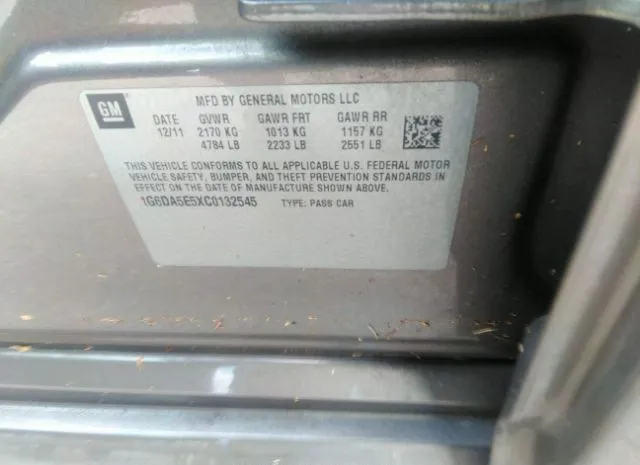 GM
MFD BY GENERAL MOTORS LLC
DATE GVWR GAWR FRT GAWR RR
12/11 2170 KG 1013 KG 1157 KG
4784 LB 2233 LB 2551 LB
THIS VEHICLE CONFORMS TO ALL APPLICABLE U.S. FEDERAL MOTOR
VEHICLE SAFETY, BUMPER, AND THEFT PREVENTION STANDARDS IN
EFFECT ON THE DATE OF MANUFACTURE SHOWN ABOVE.
1G6DA5E5XC0132545 TYPE: PASS CAR